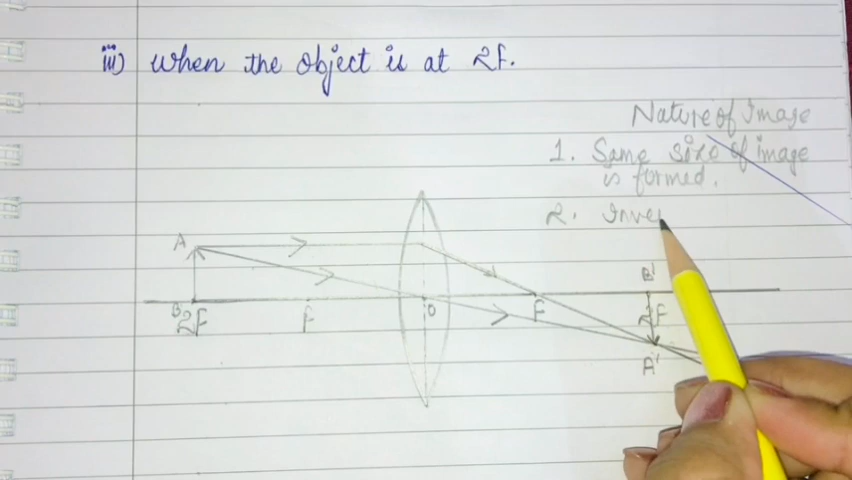 iii) When the object is at 2F.
Nature of Image
1. Same size of image
is formed.
2. Inve
A
B'
B
2F
F
O
F
2F
A'